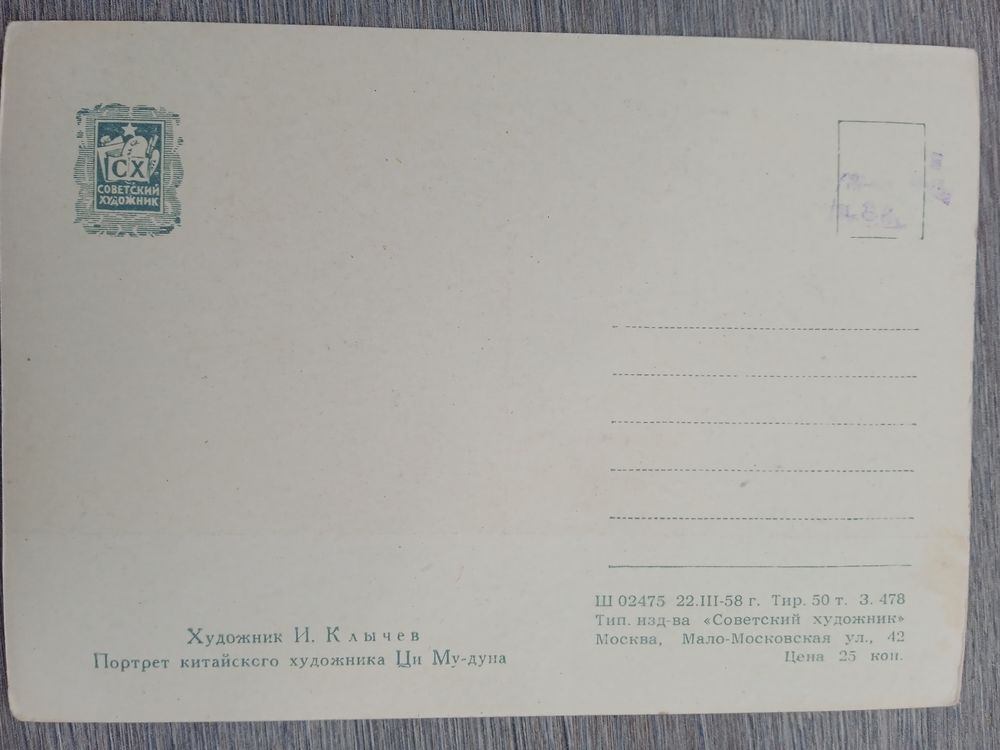 СХ
СОВЕТСКИЙ
ХУДОЖНИК
Художник И. Клычев
Портрет китайского художника Ци Му-дуна
Ш 02475 22.III-58 г. Тир. 50 т. З. 478
Тип. изд-ва «Советский художник»
Москва, Мало-Московская ул., 42
Цена 25 коп.